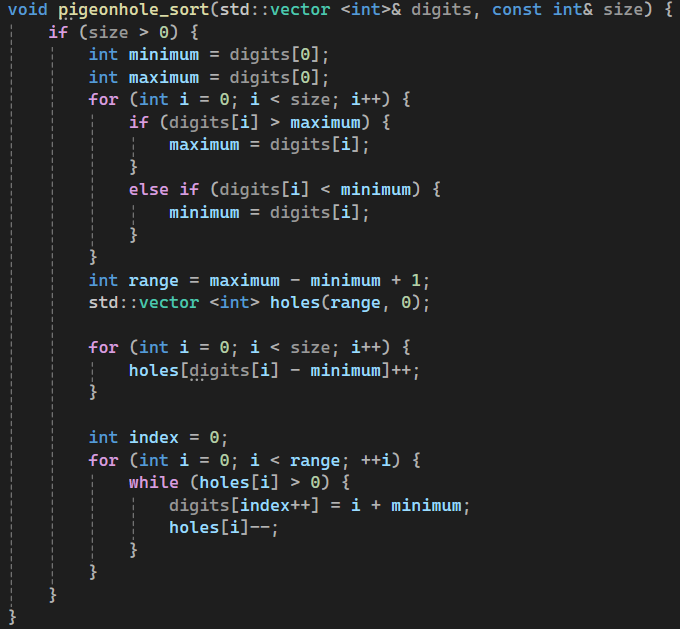 void pigeonhole_sort(std::vector <int>& digits, const int& size) {
if (size > 0) {
int minimum = digits[0];
int maximum = digits[0];
for (int i = 0; i < size; i++) {
if (digits[i] > maximum) {
maximum = digits[i];
}
else if (digits[i] < minimum) {
minimum = digits[i];
}
}
int range = maximum - minimum + 1;
std::vector <int> holes(range, 0);
for (int i = 0; i < size; i++) {
holes[digits[i] - minimum]++;
}
int index = 0;
for (int i = 0; i < range; ++i) {
while (holes[i] > 0) {
digits[index++] = i + minimum;
holes[i]--;
}
}
}
}